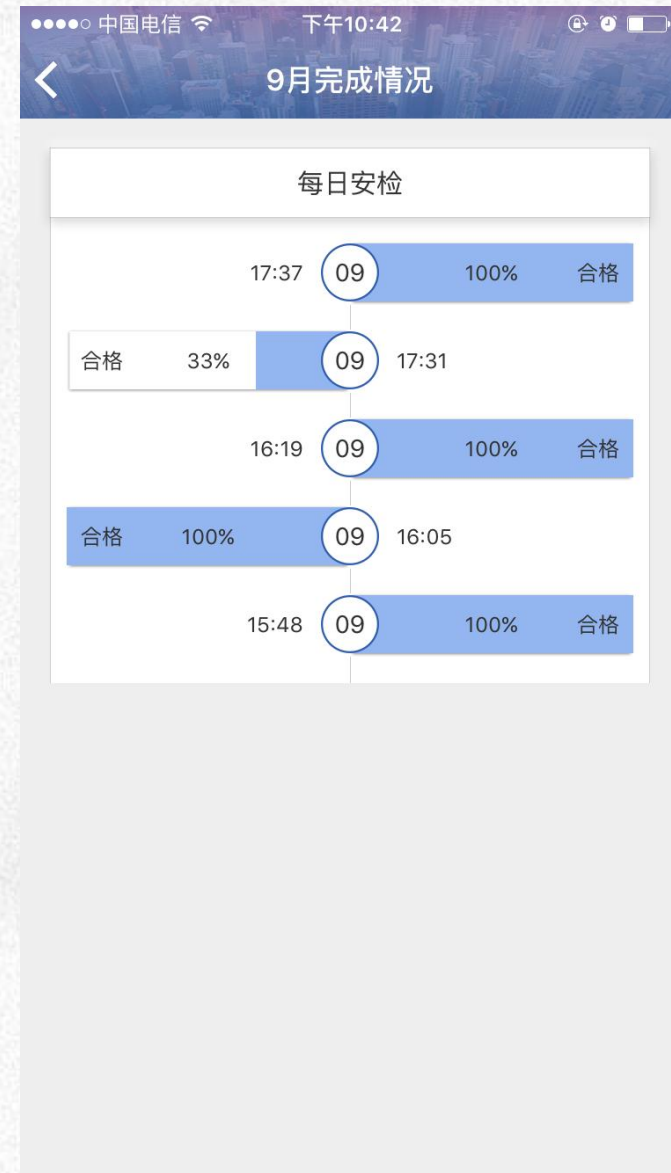 中国电信 下午10:42
9月完成情况
每日安检
17:37 09 100% 合格
合格 33% 09 17:31
16:19 09 100% 合格
合格 100% 09 16:05
15:48 09 100% 合格